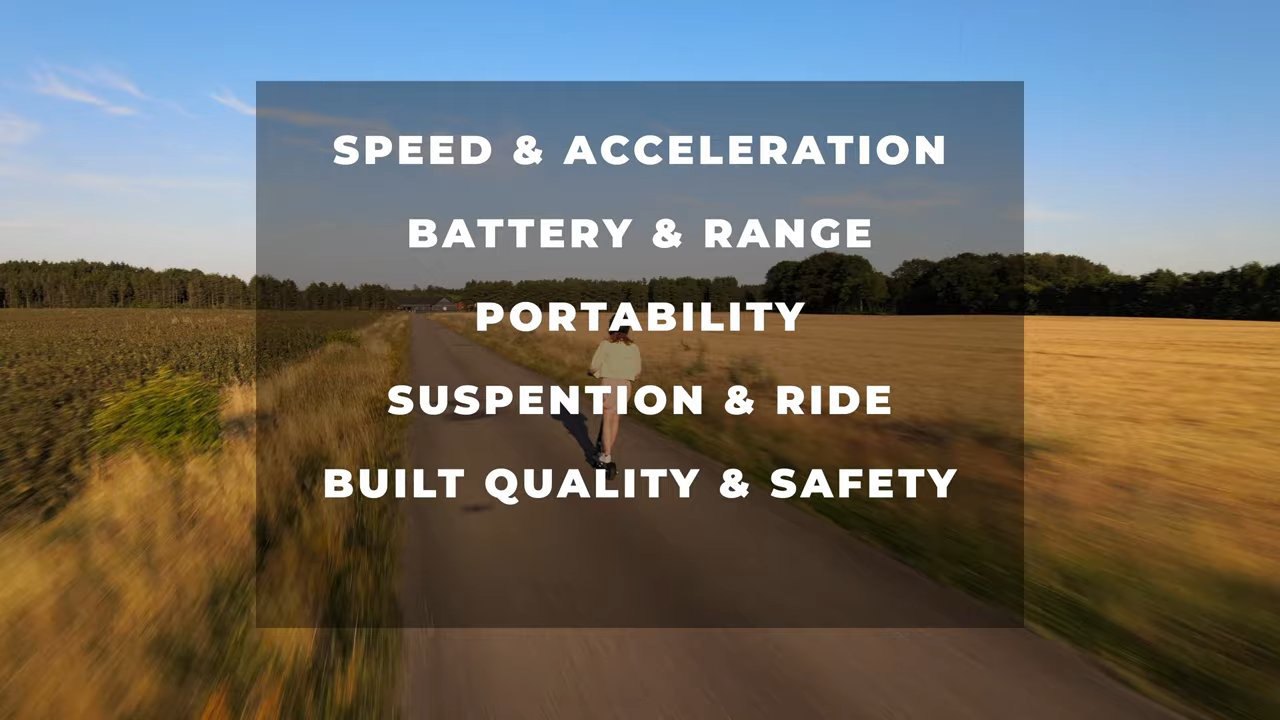 SPEED & ACCELERATION
BATTERY & RANGE
PORTABILITY
SUSPENTION & RIDE
BUILT QUALITY & SAFETY